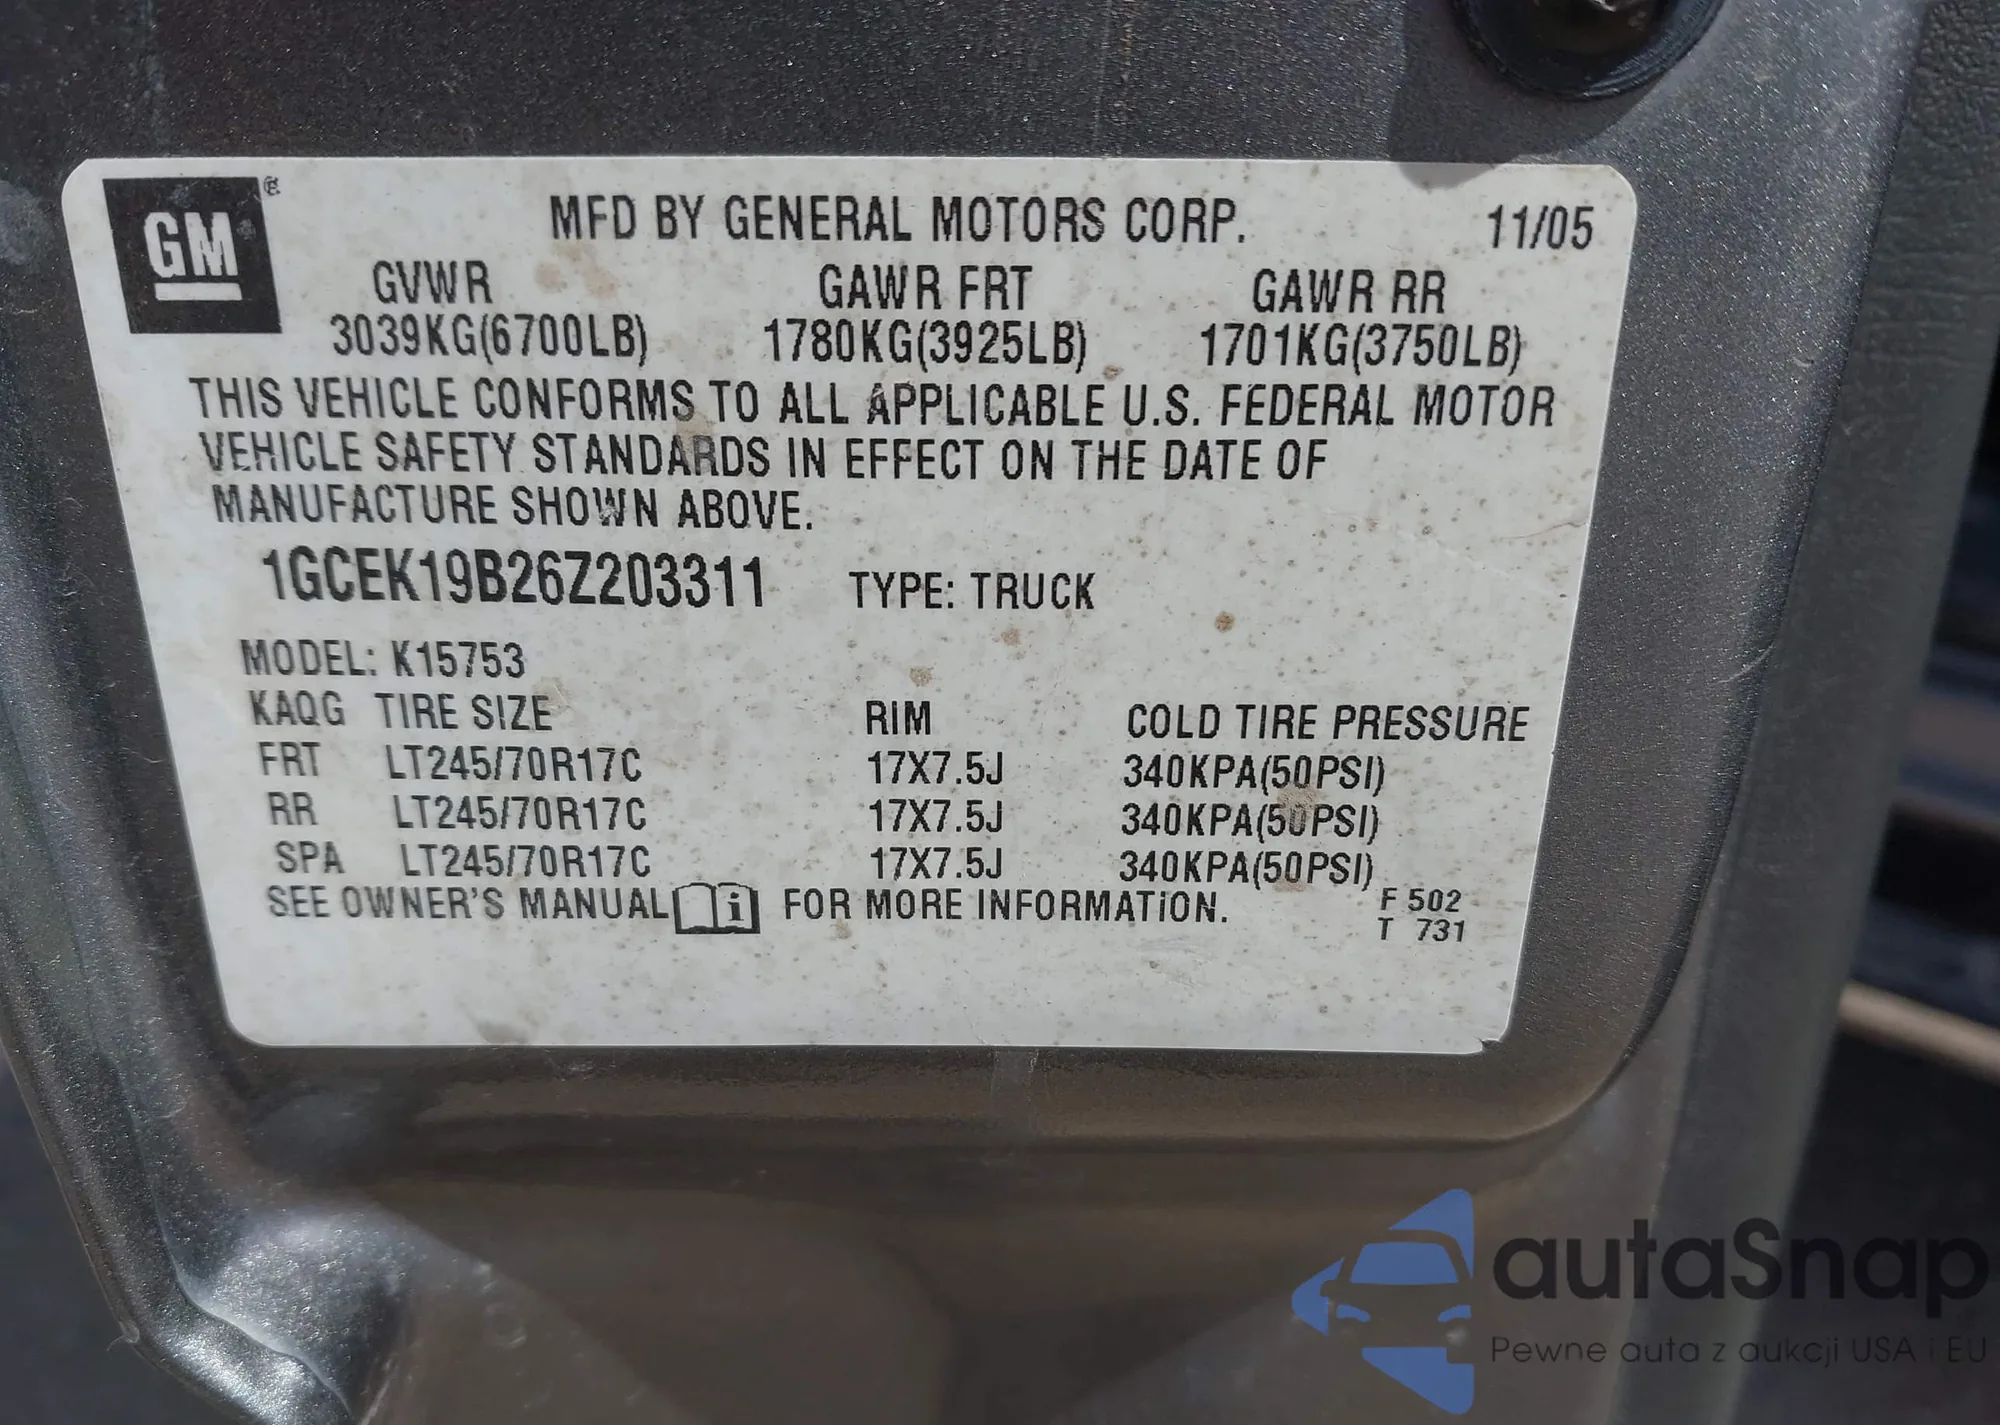 GM ®
MFD BY GENERAL MOTORS CORP. 11/05
GVWR GAWR FRT GAWR RR
3039KG(6700LB) 1780KG(3925LB) 1701KG(3750LB)
THIS VEHICLE CONFORMS TO ALL APPLICABLE U.S. FEDERAL MOTOR
VEHICLE SAFETY STANDARDS IN EFFECT ON THE DATE OF
MANUFACTURE SHOWN ABOVE.
1GCEK19B26Z203311 TYPE: TRUCK
MODEL: K15753
KAQG TIRE SIZE RIM COLD TIRE PRESSURE
FRT LT245/70R17C 17X7.5J 340KPA(50PSI)
RR LT245/70R17C 17X7.5J 340KPA(50PSI)
SPA LT245/70R17C 17X7.5J 340KPA(50PSI)
SEE OWNER'S MANUAL i FOR MORE INFORMATION.
F 502
T 731
autaSnap
Pewne auta z aukcji USA i EU